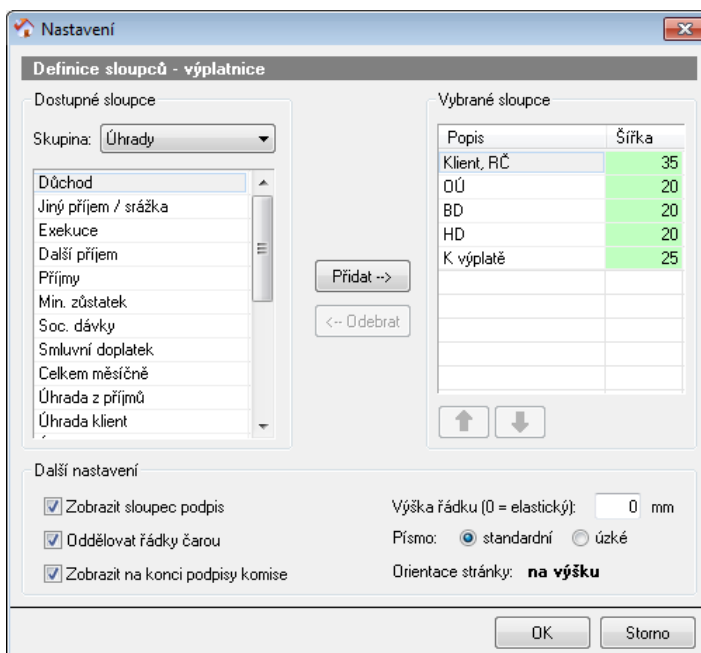 Nastavení
Definice sloupců - výplatnice
Dostupné sloupce
Skupina: Úhrady
Důchod
Jiný příjem / srážka
Exekuce
Další příjem
Příjmy
Min. zůstatek
Soc. dávky
Smluvní doplatek
Celkem měsíčně
Úhrada z příjmů
Úhrada klient
Přidat -->
<-- Odebrat
Vybrané sloupce
Popis Šířka
Klient, RČ 35
OÚ 20
BD 20
HD 20
K výplatě 25
Další nastavení
Zobrazit sloupec podpis
Oddělovat řádky čarou
Zobrazit na konci podpisy komise
Výška řádku (0 = elastický): 0 mm
Písmo: standardní úzké
Orientace stránky: na výšku
OK Storno